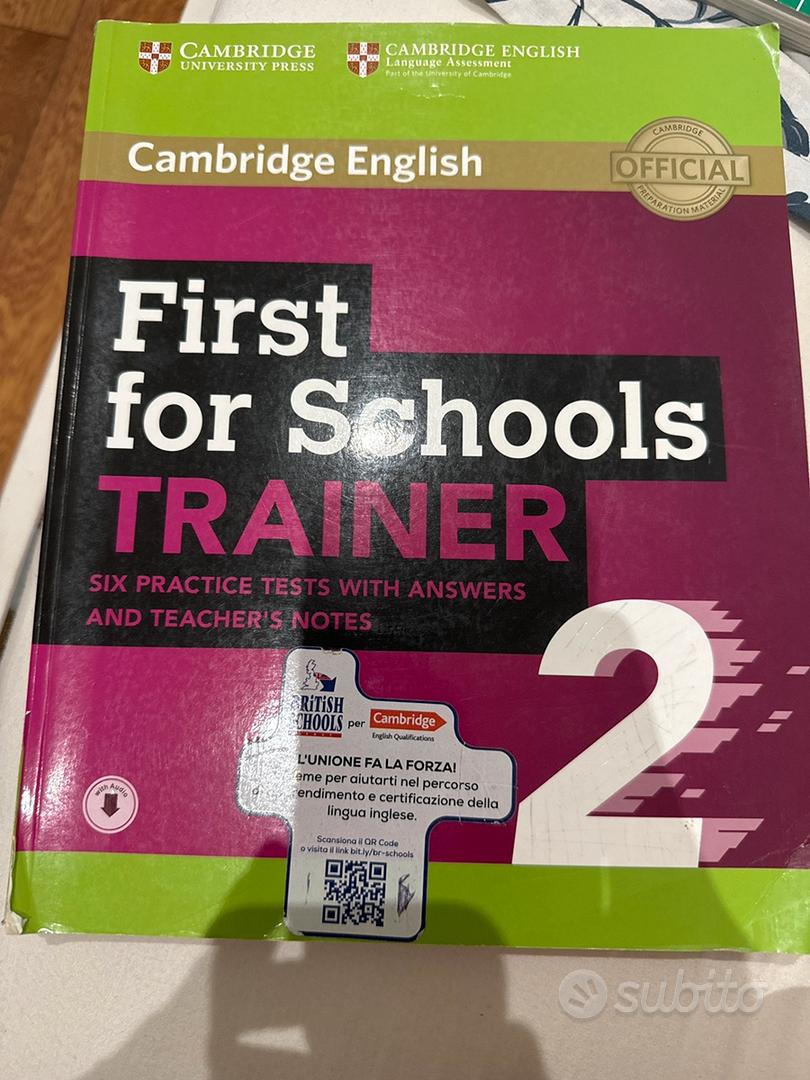 CAMBRIDGE
UNIVERSITY PRESS
CAMBRIDGE ENGLISH
Language Assessment
Part of the University of Cambridge
Cambridge English
CAMBRIDGE
OFFICIAL
PREPARATION MATERIAL
First
for Schools
TRAINER
SIX PRACTICE TESTS WITH ANSWERS
AND TEACHER'S NOTES
2
with Audio
BRITISH
SCHOOLS
per
Cambridge
English Qualifications
L'UNIONE FA LA FORZA!
per aiutarti nel percorso
e certificazione della
lingua inglese.
Scansiona il QR Code
o visita il link bit.ly/br-schools
subito